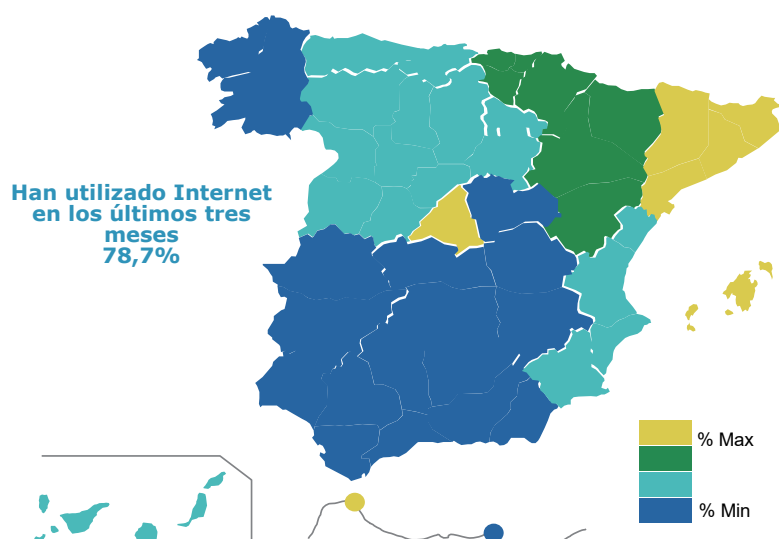 Han utilizado Internet
en los últimos tres
meses
78,7%
% Max
% Min